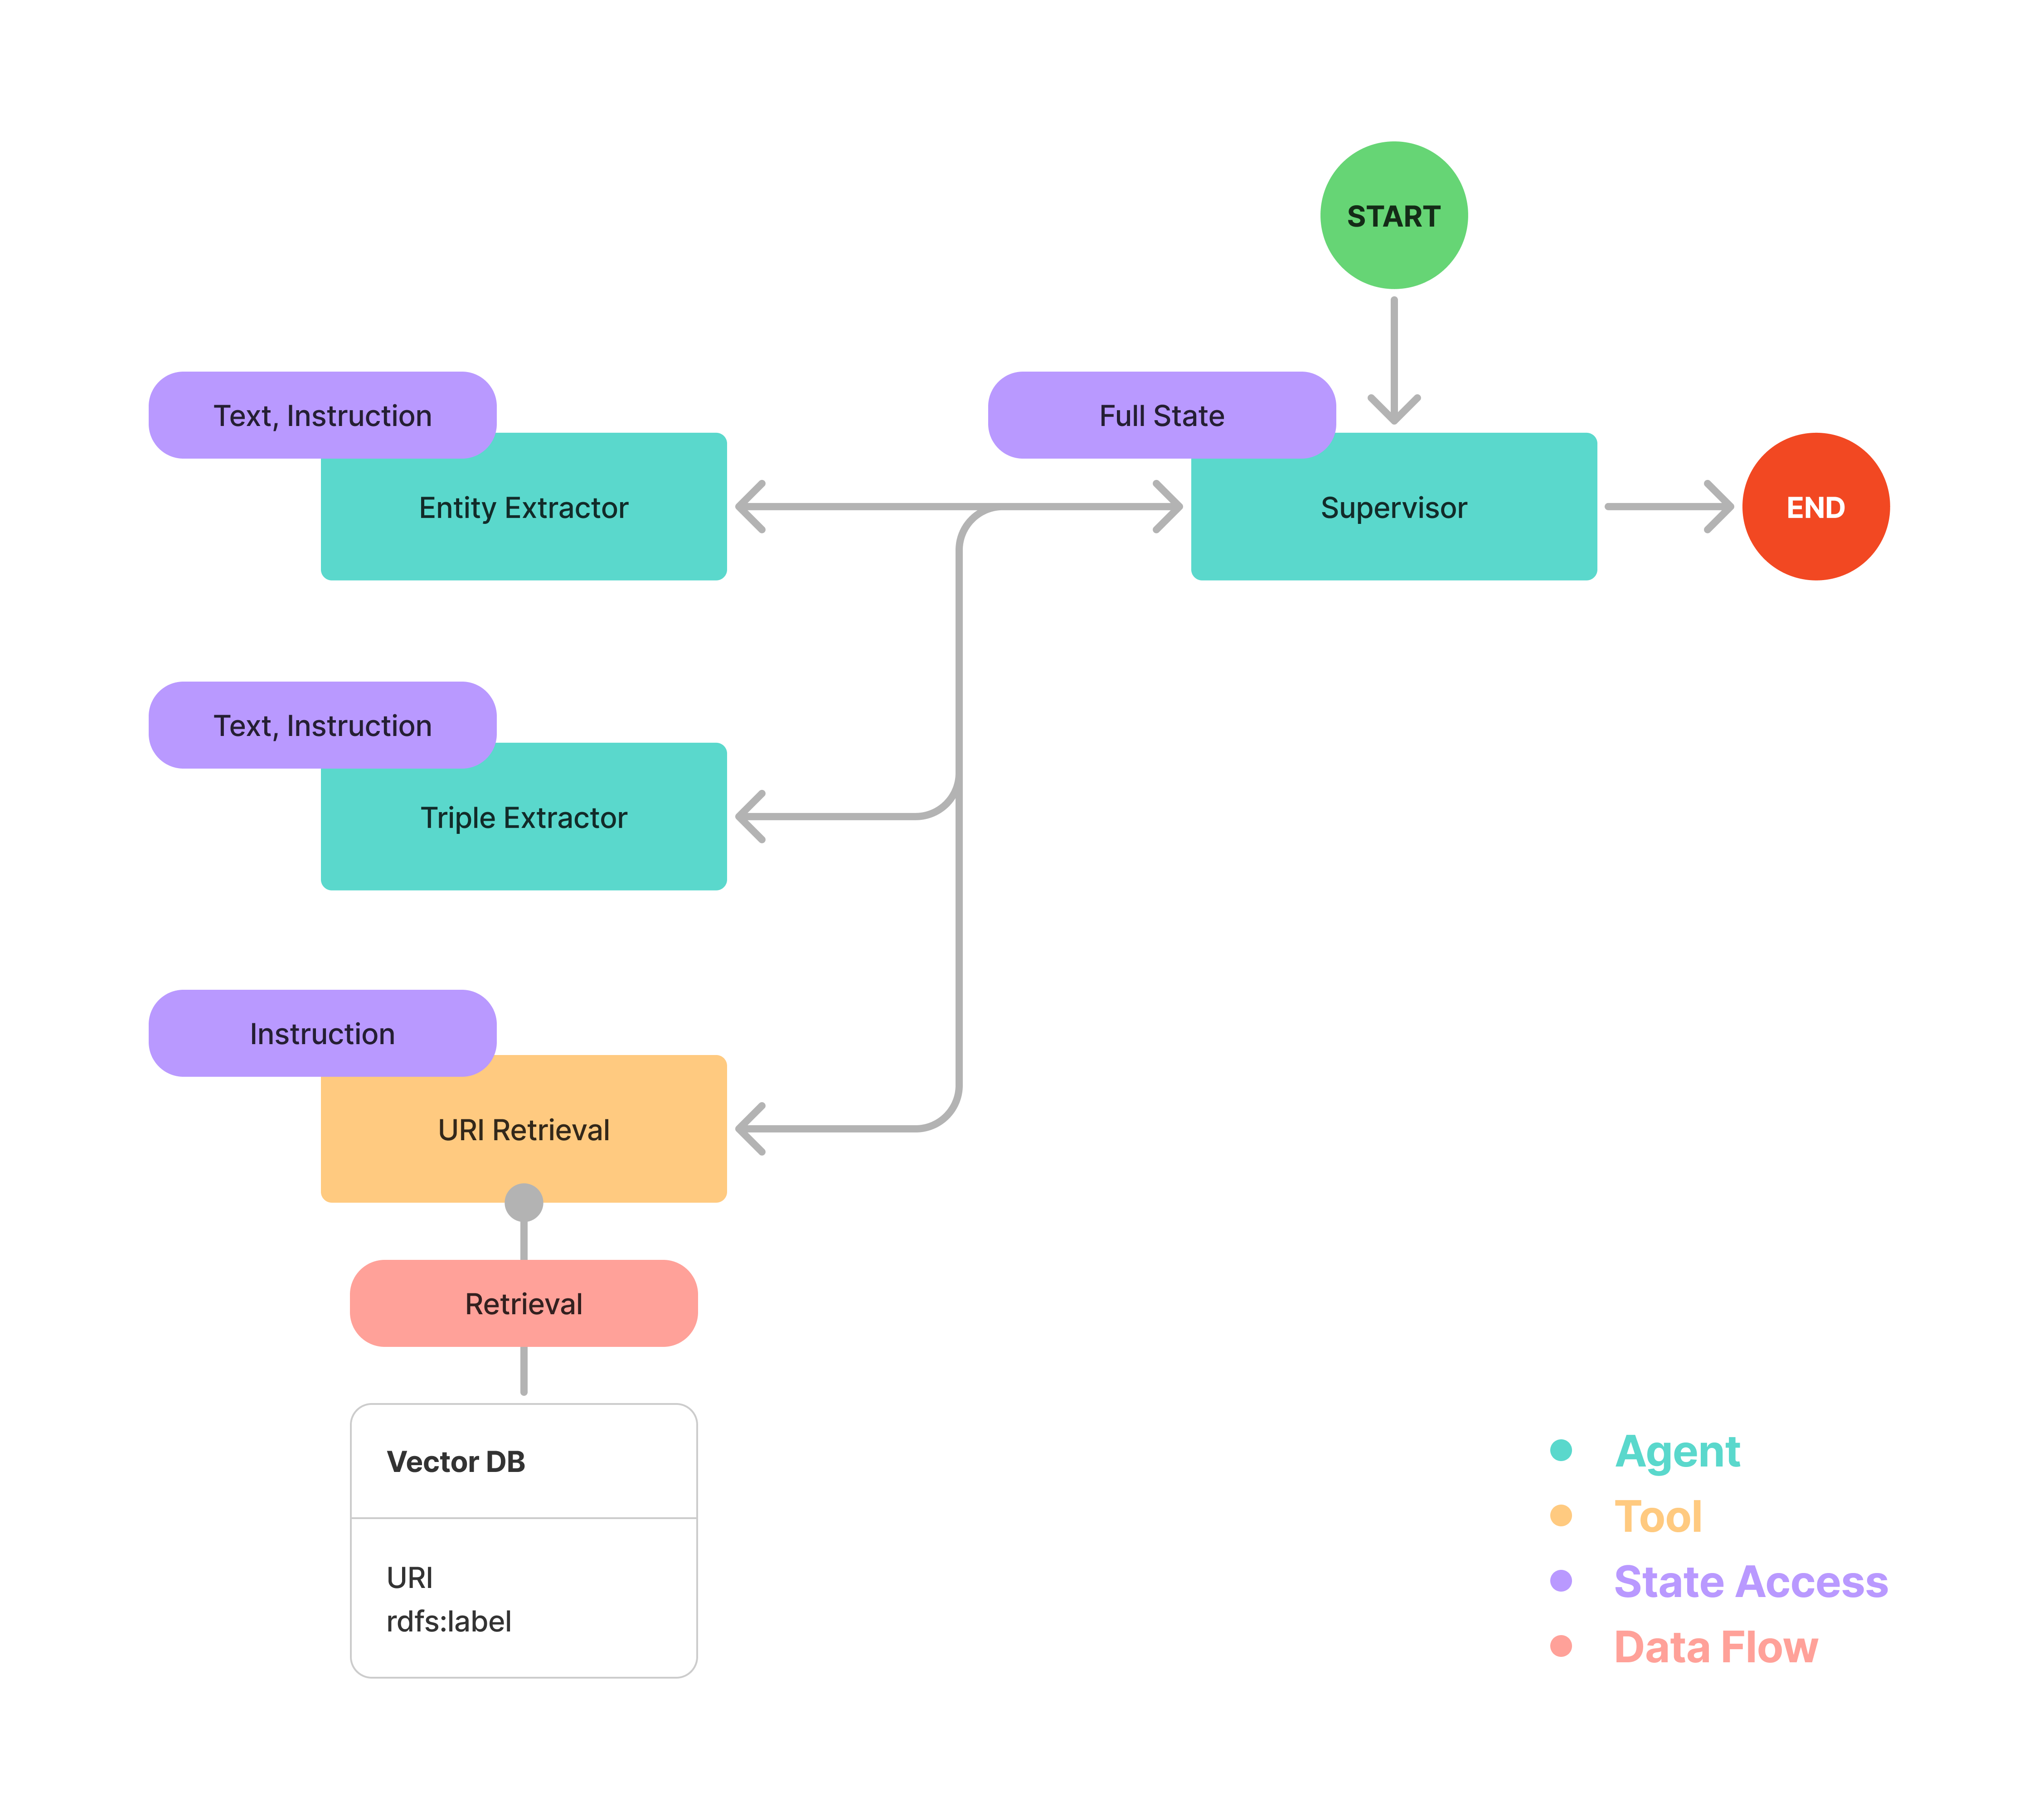 START
Text, Instruction
Full State
Entity Extractor
Supervisor
END
Text, Instruction
Triple Extractor
Instruction
URI Retrieval
Retrieval
Vector DB
URI
rdfs:label
Agent
Tool
State Access
Data Flow